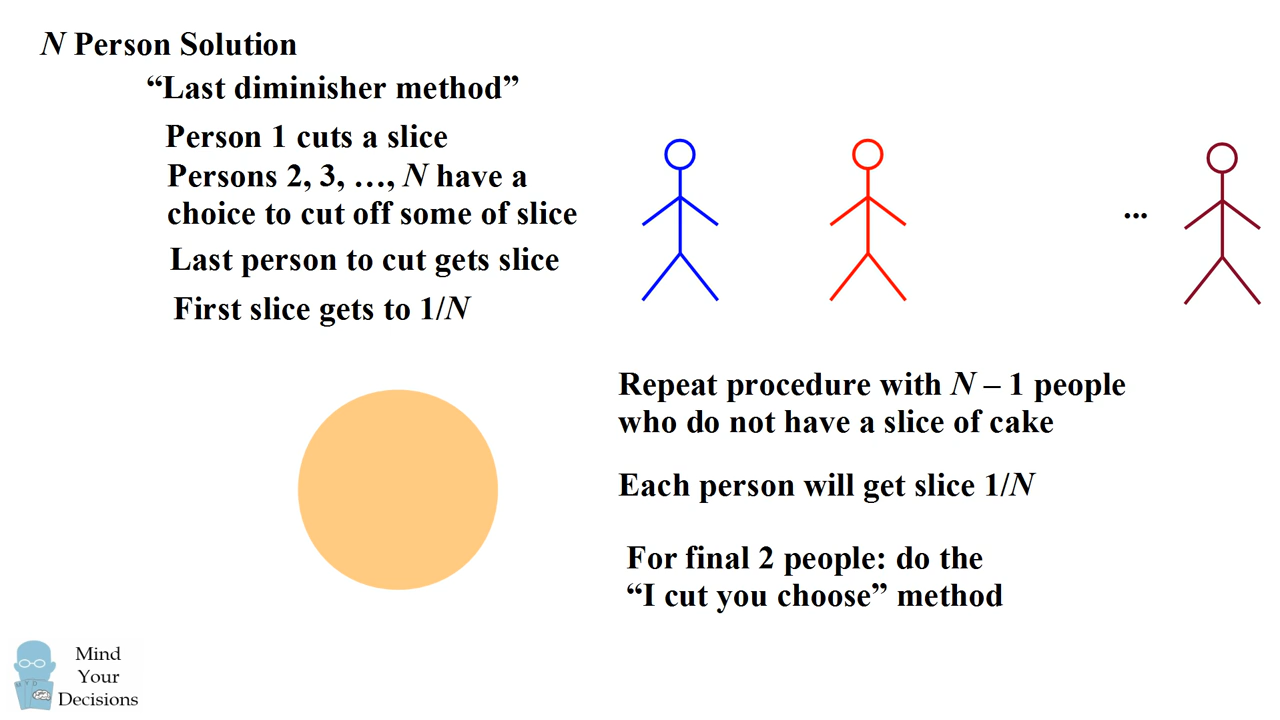 N Person Solution
“Last diminisher method”
Person 1 cuts a slice
Persons 2, 3, …, N have a
choice to cut off some of slice
Last person to cut gets slice
First slice gets to 1/N
...
Repeat procedure with N – 1 people
who do not have a slice of cake
Each person will get slice 1/N
For final 2 people: do the
“I cut you choose” method
Mind
Your
Decisions